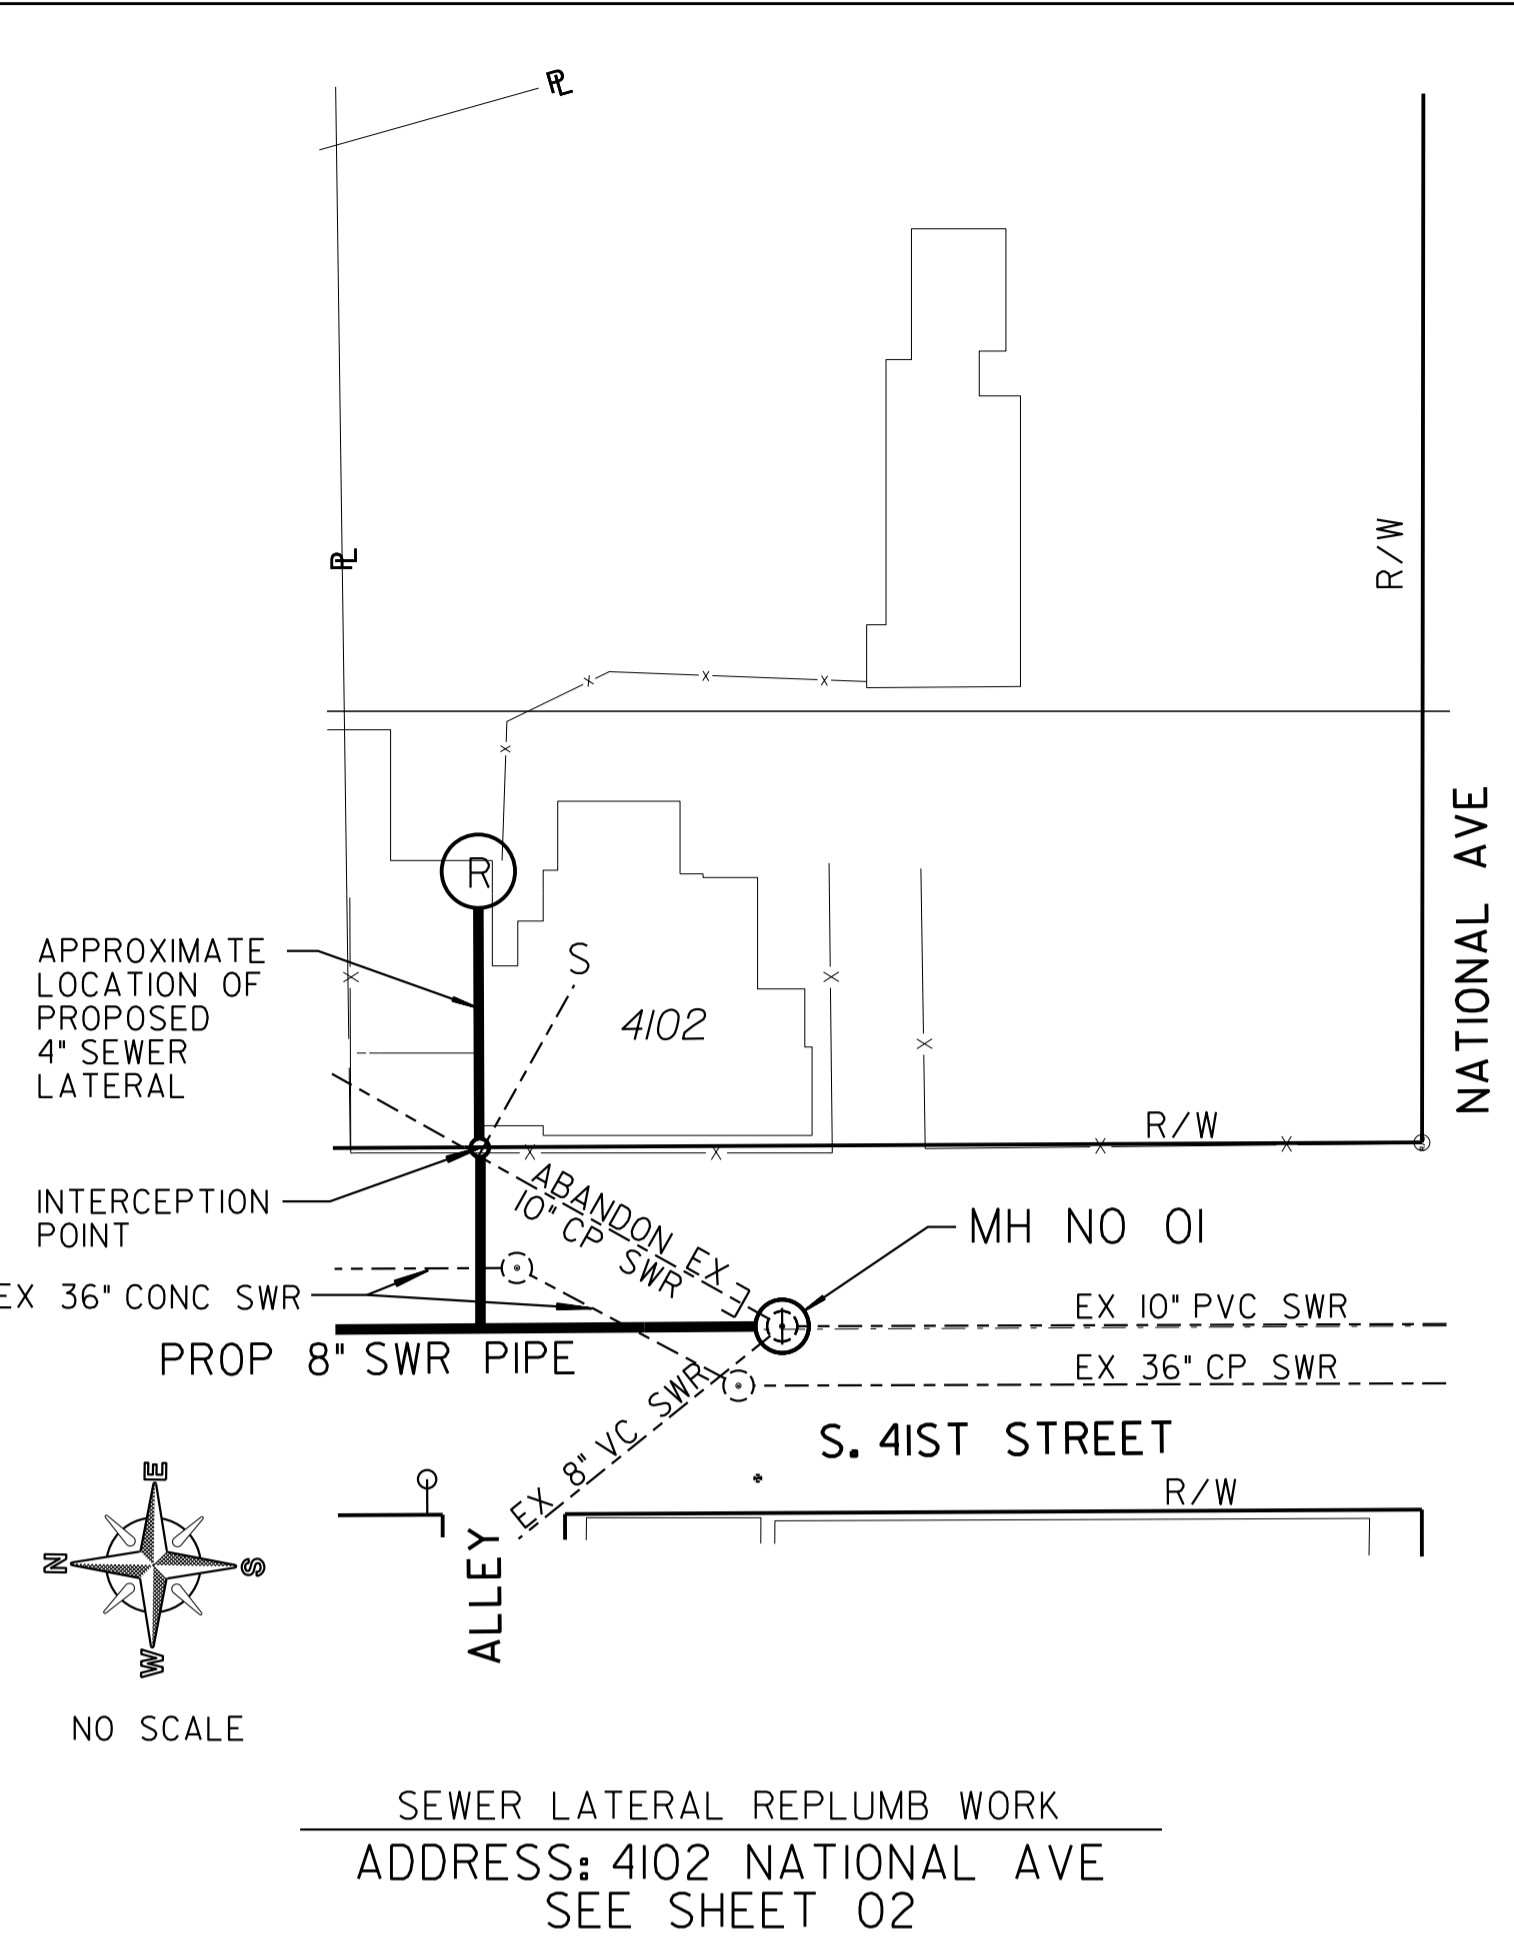 PL
R/W
PL
NATIONAL AVE
R
APPROXIMATE
LOCATION OF
PROPOSED
4" SEWER
LATERAL
S
4102
R/W
INTERCEPTION
POINT
ABANDON EX
10" CP SWR
MH NO 01
EX 36" CONC SWR
EX 10" PVC SWR
PROP 8" SWR PIPE
EX 36" CP SWR
EX 8" VC SWR
S. 41ST STREET
R/W
ALLEY
E
N
S
W
NO SCALE
SEWER LATERAL REPLUMB WORK
ADDRESS: 4102 NATIONAL AVE
SEE SHEET 02